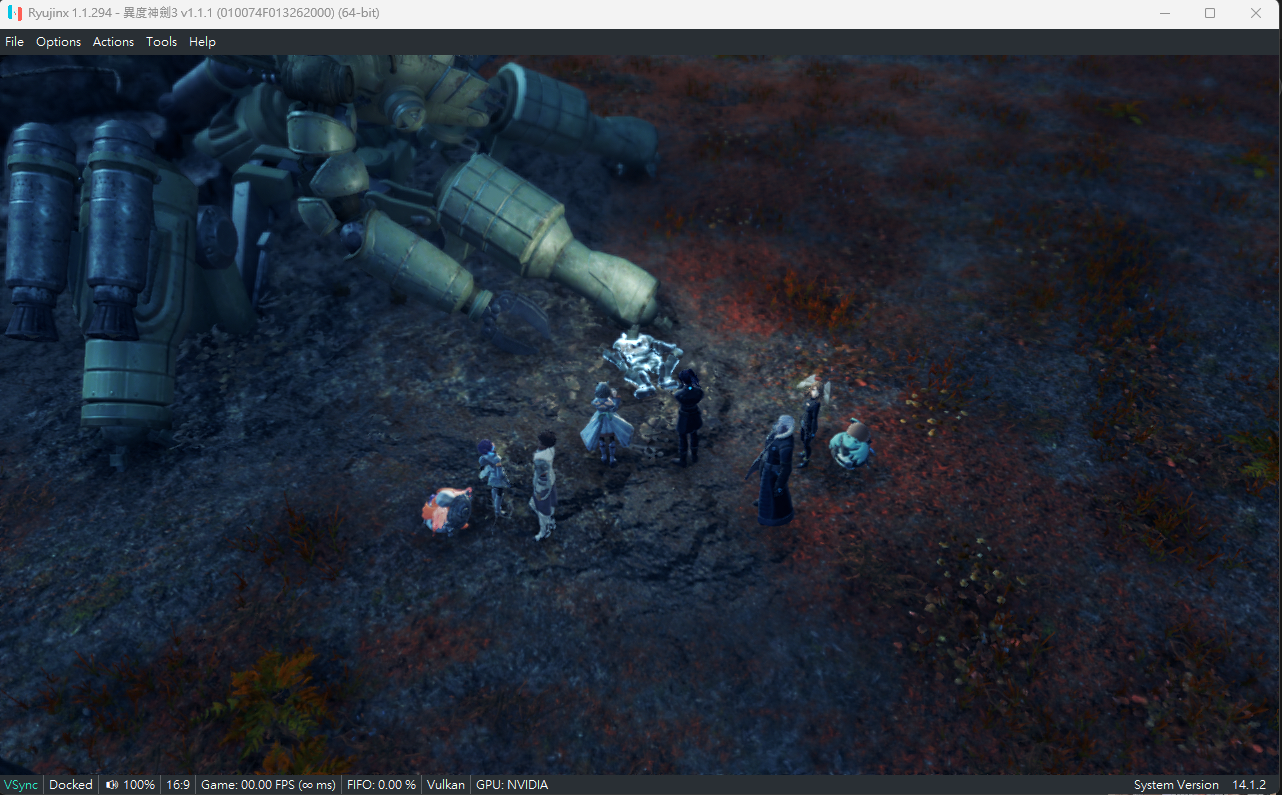 Ryujinx 1.1.294 - 異度神劍3 v1.1.1 (010074F013262000) (64-bit)
File Options Actions Tools Help
VSync Docked 100% 16:9 Game: 00.00 FPS (∞ ms) FIFO: 0.00 % Vulkan GPU: NVIDIA System Version 14.1.2